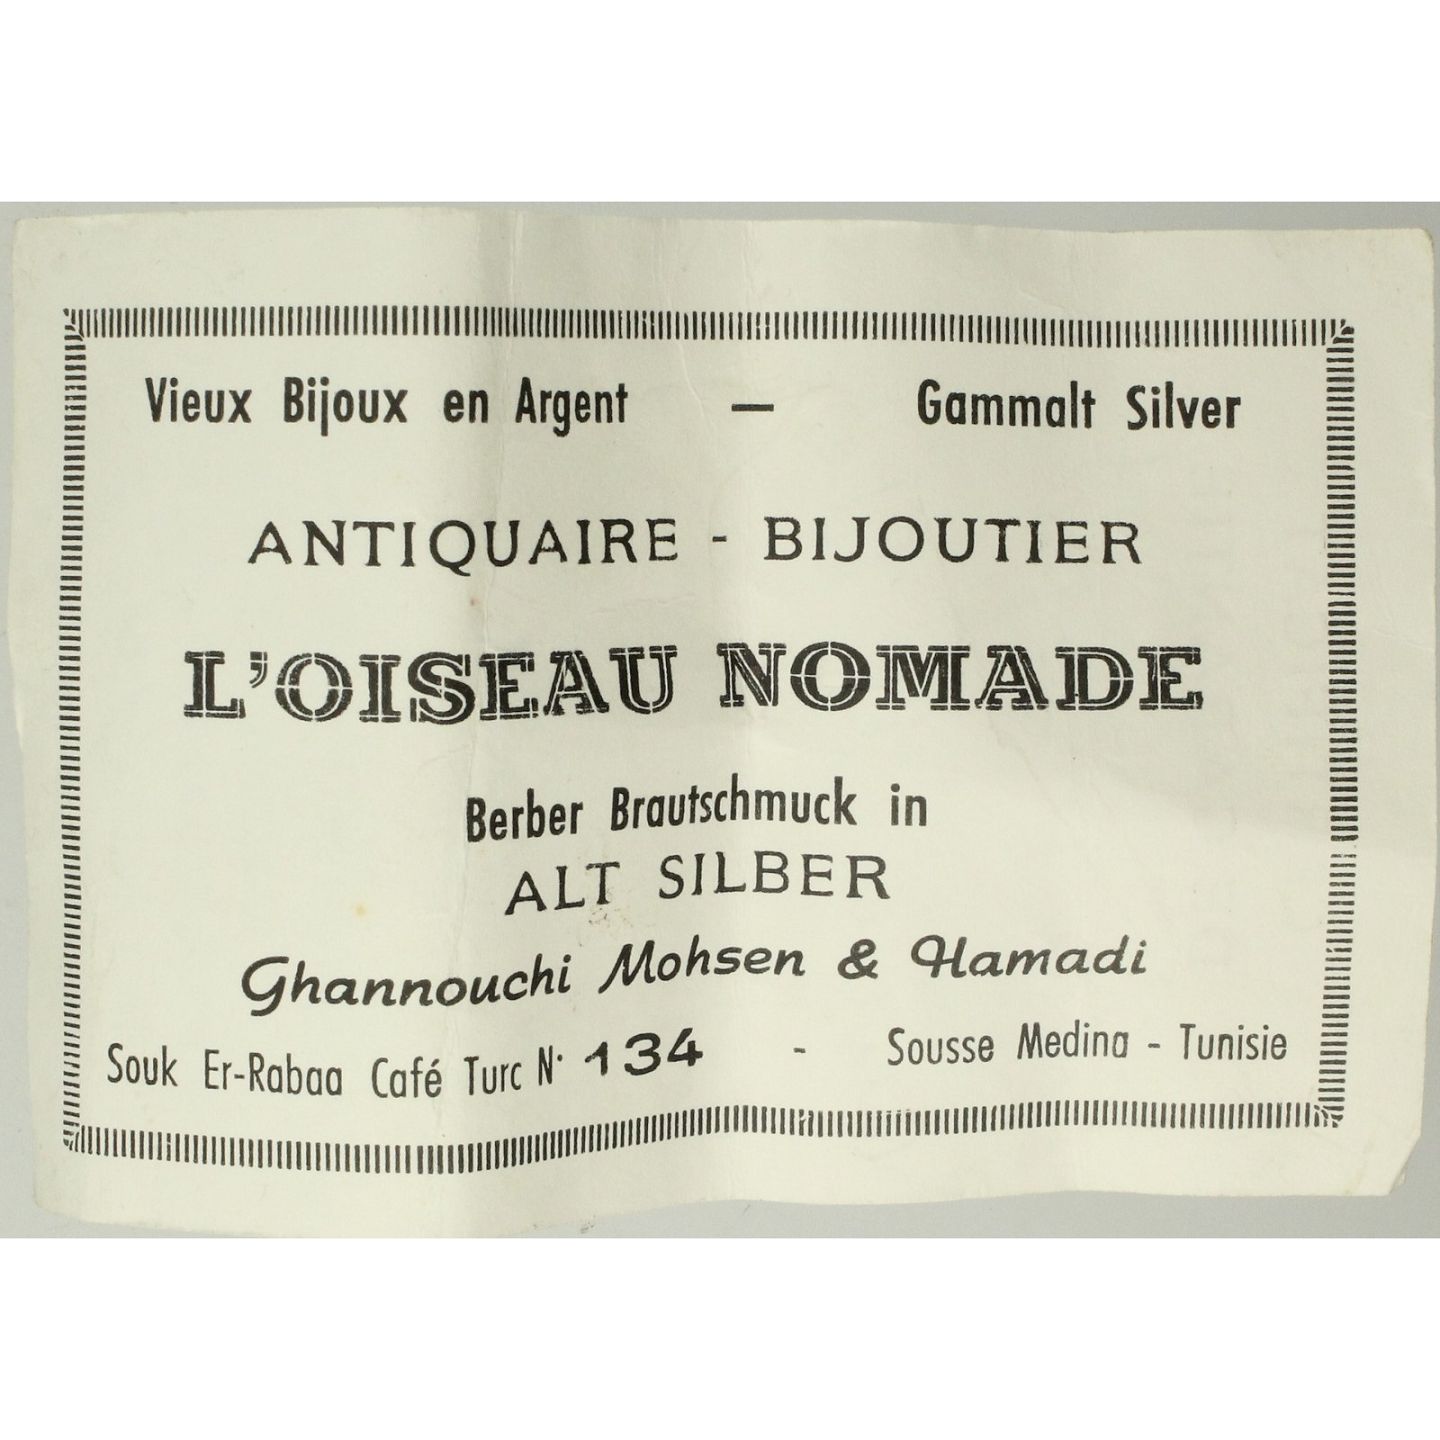 Vieux Bijoux en Argent — Gammalt Silver
ANTIQUAIRE - BIJOUTIER
L'OISEAU NOMADE
Berber Brautschmuck in
ALT SILBER
Ghannouchi Mohsen & Hamadi
Souk Er-Rabaa Café Turc N· 134 - Sousse Medina - Tunisie